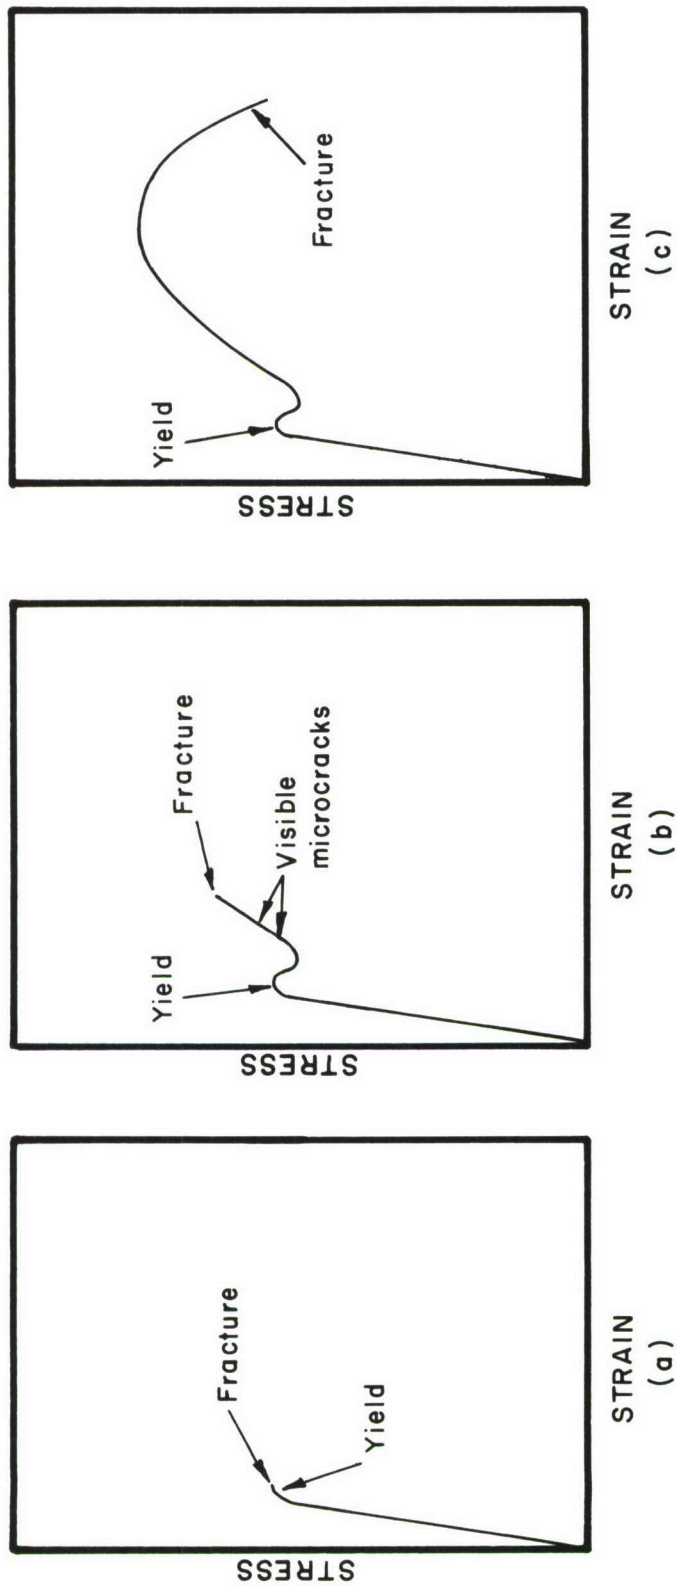 STRESS
Fracture
Yield
STRAIN
(a)
STRESS
Yield
Fracture
Visible
microcracks
STRAIN
(b)
STRESS
Yield
Fracture
STRAIN
(c)